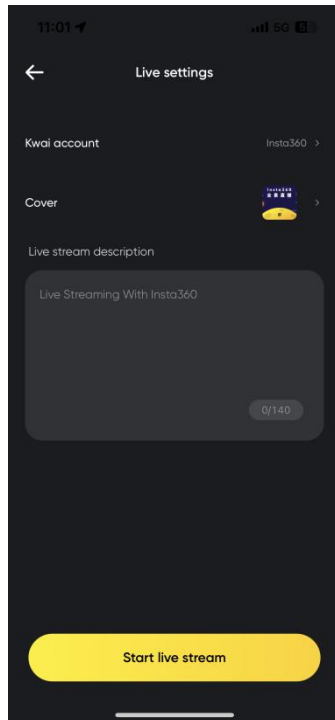 11:01
5G
Live settings
Kwai account
Insta360 >
Cover
Insta360
Live stream description
Live Streaming With Insta360
0/140
Start live stream